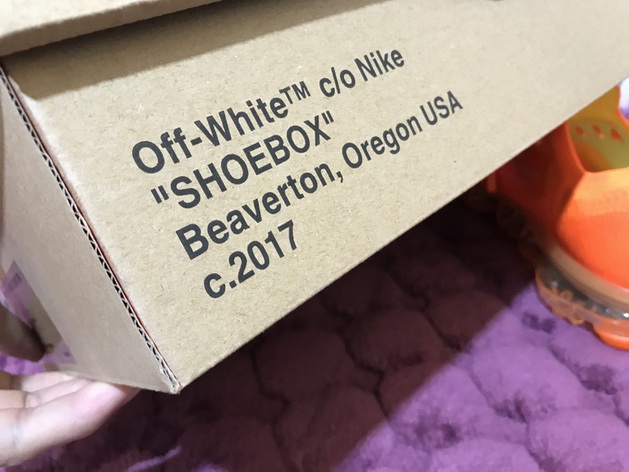 Off-White™ c/o Nike
"SHOEBOX"
Beaverton, Oregon USA
c.2017